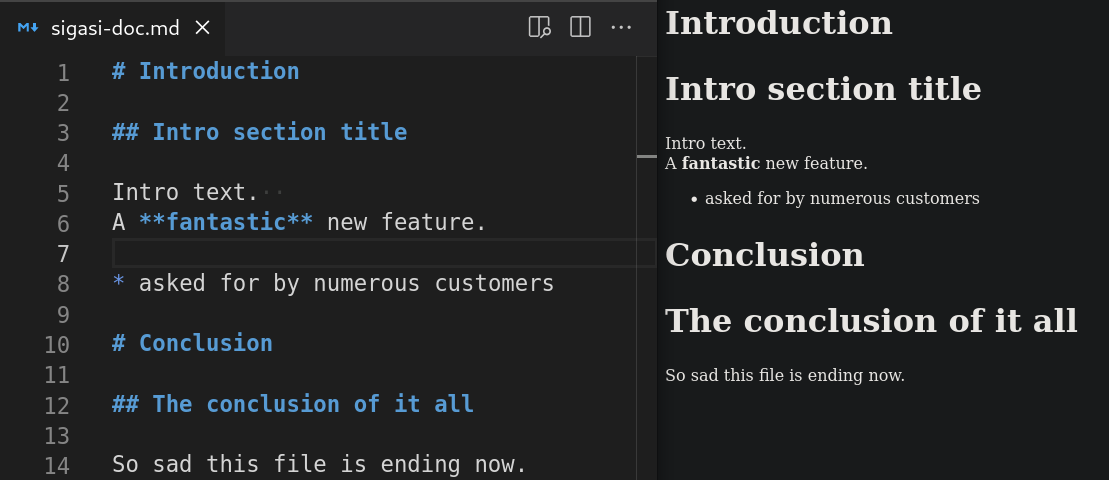 sigasi-doc.md
1 # Introduction
2
3 ## Intro section title
4
5 Intro text.··
6 A **fantastic** new feature.
7
8 * asked for by numerous customers
9
10 # Conclusion
11
12 ## The conclusion of it all
13
14 So sad this file is ending now.
Introduction
Intro section title
Intro text.
A fantastic new feature.
• asked for by numerous customers
Conclusion
The conclusion of it all
So sad this file is ending now.